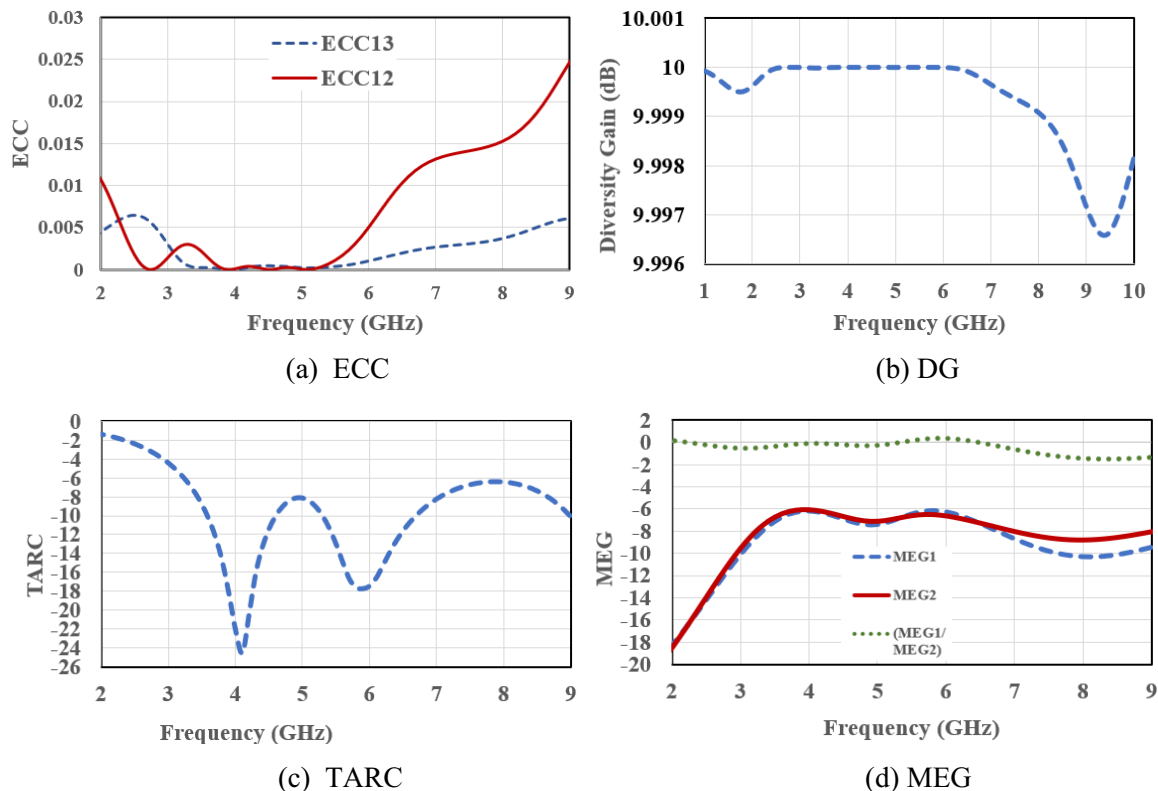 0.03
0.025
0.02
0.015
0.01
0.005
0
ECC
ECC13
ECC12
2 3 4 5 6 7 8 9
Frequency (GHz)
(a) ECC
10.001
10
9.999
9.998
9.997
9.996
Diversity Gain (dB)
1 2 3 4 5 6 7 8 9 10
Frequency (GHz)
(b) DG
0
-2
-4
-6
-8
-10
-12
-14
-16
-18
-20
-22
-24
-26
TARC
2 3 4 5 6 7 8 9
Frequency (GHz)
(c) TARC
2
0
-2
-4
-6
-8
-10
-12
-14
-16
-18
-20
MEG
MEG1
MEG2
(MEG1/
MEG2)
2 3 4 5 6 7 8 9
Frequency (GHz)
(d) MEG